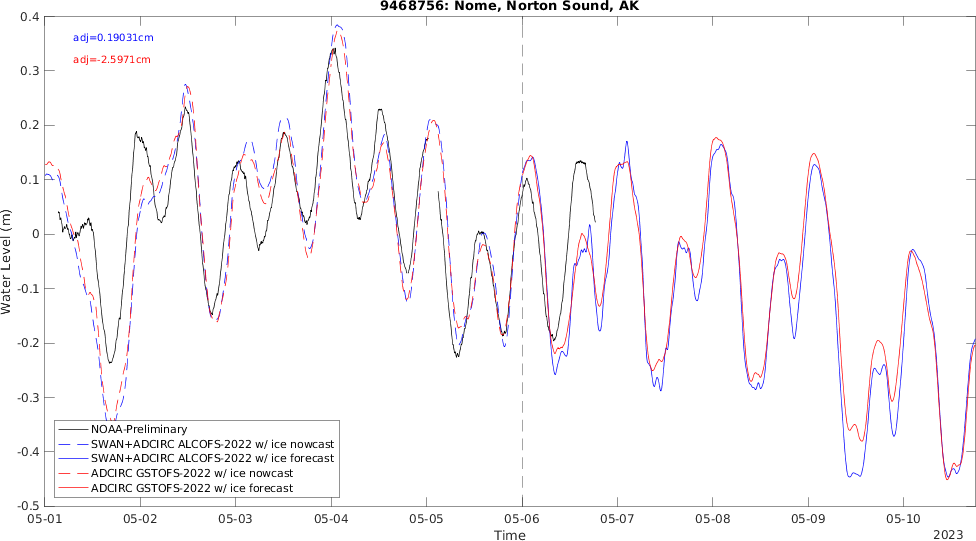 9468756: Nome, Norton Sound, AK
adj=0.19031cm
adj=-2.5971cm
Water Level (m)
0.4
0.3
0.2
0.1
0
-0.1
-0.2
-0.3
-0.4
-0.5
NOAA-Preliminary
SWAN+ADCIRC ALCOFS-2022 w/ ice nowcast
SWAN+ADCIRC ALCOFS-2022 w/ ice forecast
ADCIRC GSTOFS-2022 w/ ice nowcast
ADCIRC GSTOFS-2022 w/ ice forecast
05-01 05-02 05-03 05-04 05-05 05-06 05-07 05-08 05-09 05-10
Time
2023